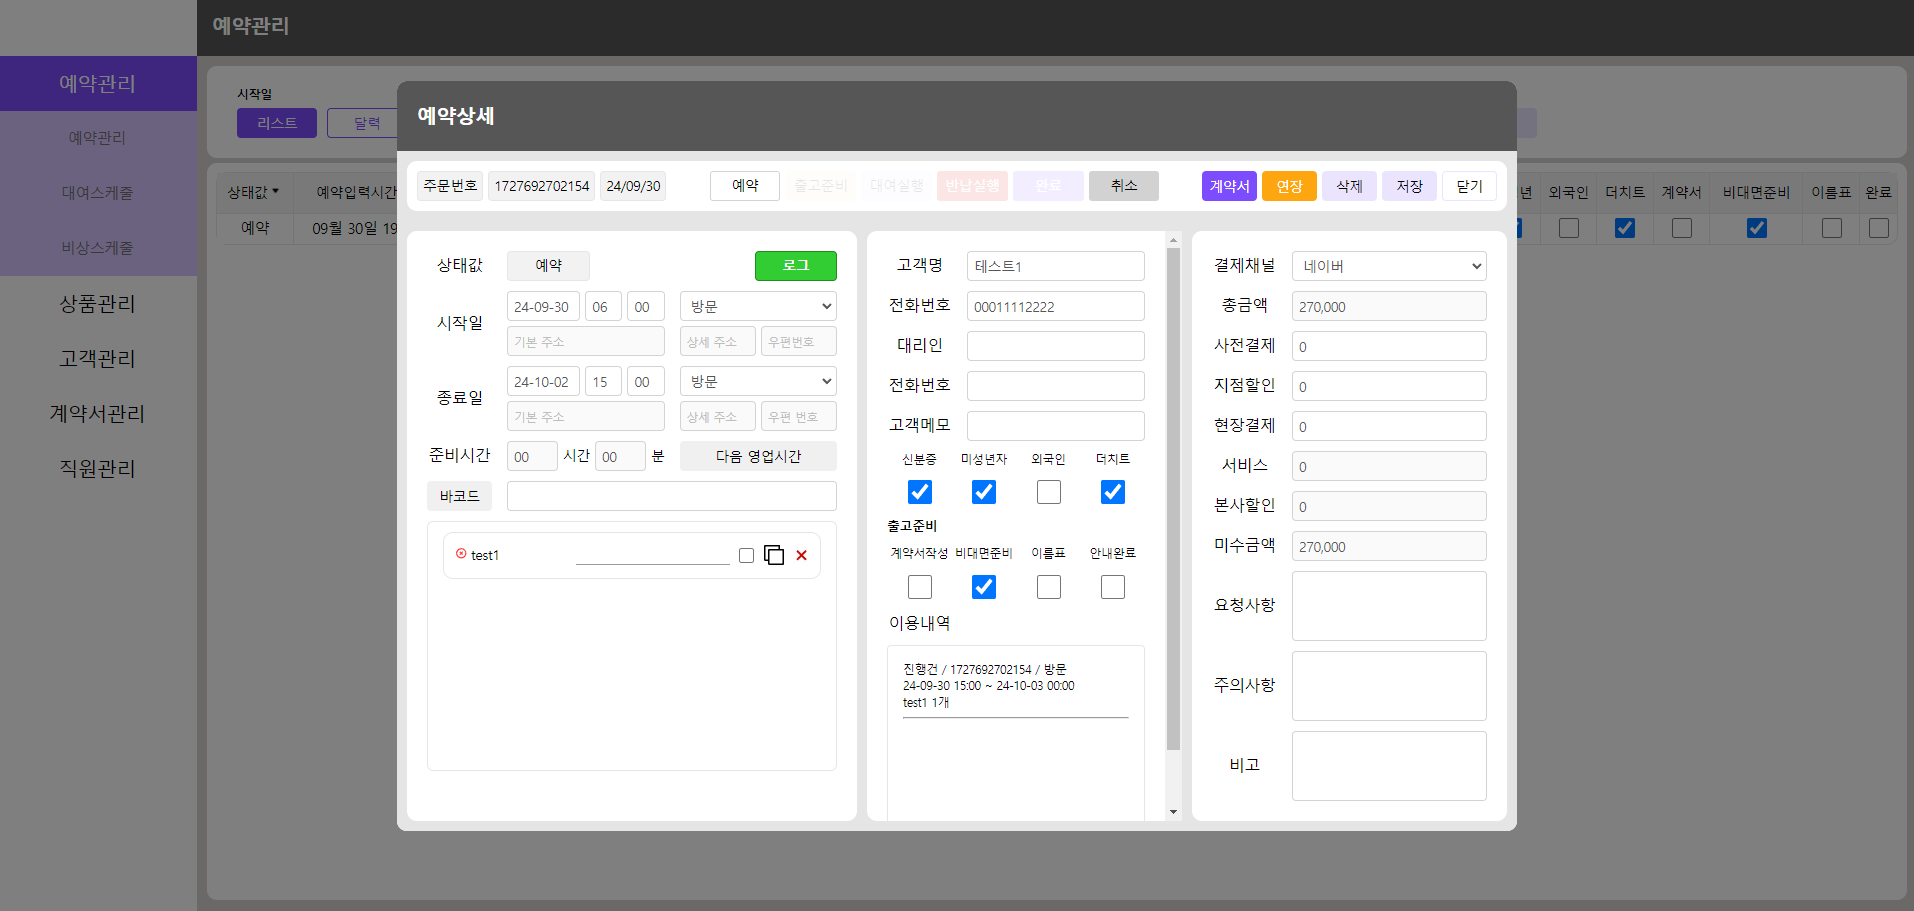 예약관리
예약관리
예약관리
대여스케줄
비상스케줄
상품관리
고객관리
계약서관리
직원관리
시작일
리스트 달력
상태값 예약입력시간 년 외국인 더치트 계약서 비대면준비 이름표 완료
예약 09월 30일 19
예약상세
주문번호 1727692702154 24/09/30 예약 출고준비 대여실행 반납실행 완료 취소 계약서 연장 삭제 저장 닫기
상태값 예약 로그
시작일 24-09-30 06 00 방문
기본 주소 상세 주소 우편번호
종료일 24-10-02 15 00 방문
기본 주소 상세 주소 우편 번호
준비시간 00 시간 00 분 다음 영업시간
바코드
test1
고객명 테스트1
전화번호 00011112222
대리인
전화번호
고객메모
신분증 미성년자 외국인 더치트
출고준비
계약서작성 비대면준비 이름표 안내완료
이용내역
진행건 / 1727692702154 / 방문
24-09-30 15:00 ~ 24-10-03 00:00
test1 1개
결제채널 네이버
총금액 270,000
사전결제 0
지점할인 0
현장결제 0
서비스 0
본사할인 0
미수금액 270,000
요청사항
주의사항
비고